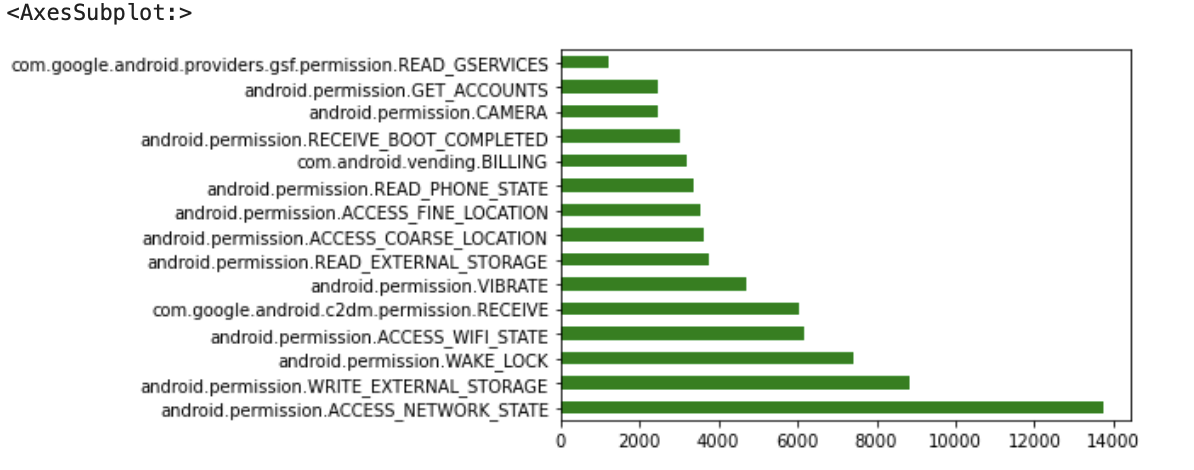 <AxesSubplot:>
com.google.android.providers.gsf.permission.READ_GSERVICES
android.permission.GET_ACCOUNTS
android.permission.CAMERA
android.permission.RECEIVE_BOOT_COMPLETED
com.android.vending.BILLING
android.permission.READ_PHONE_STATE
android.permission.ACCESS_FINE_LOCATION
android.permission.ACCESS_COARSE_LOCATION
android.permission.READ_EXTERNAL_STORAGE
android.permission.VIBRATE
com.google.android.c2dm.permission.RECEIVE
android.permission.ACCESS_WIFI_STATE
android.permission.WAKE_LOCK
android.permission.WRITE_EXTERNAL_STORAGE
android.permission.ACCESS_NETWORK_STATE
0 2000 4000 6000 8000 10000 12000 14000